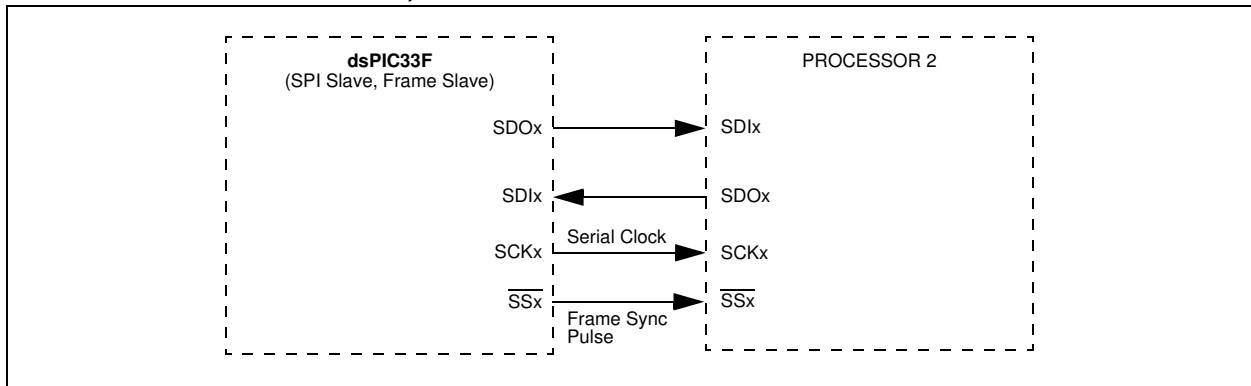 dsPIC33F
(SPI Slave, Frame Slave)
PROCESSOR 2
SDOx
SDIx
SDIx
SDOx
SCKx
Serial Clock
SCKx
SSx
Frame Sync
Pulse
SSx